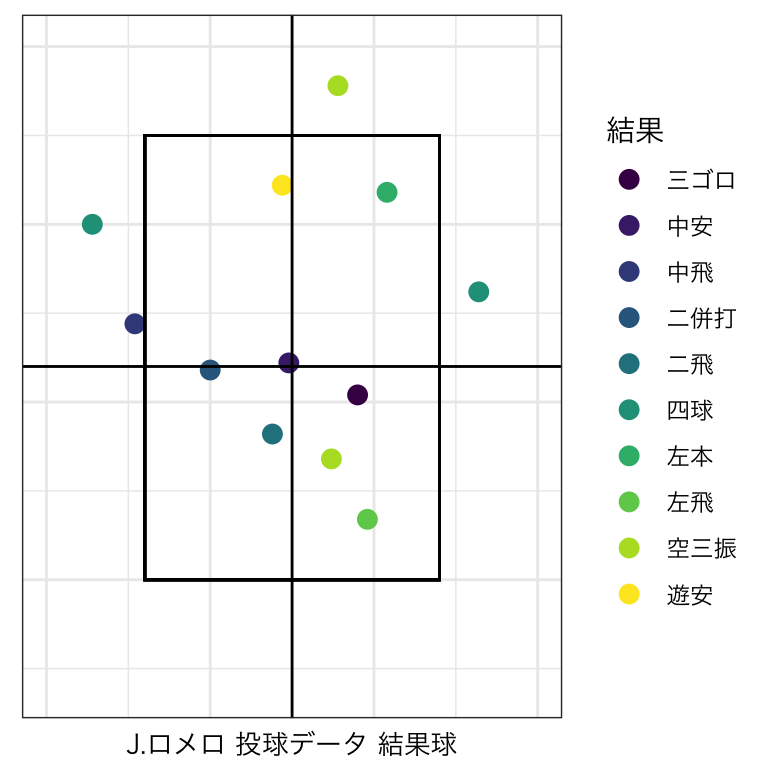 結果
三ゴロ
中安
中飛
二併打
二飛
四球
左本
左飛
空三振
遊安
J.ロメロ 投球データ 結果球